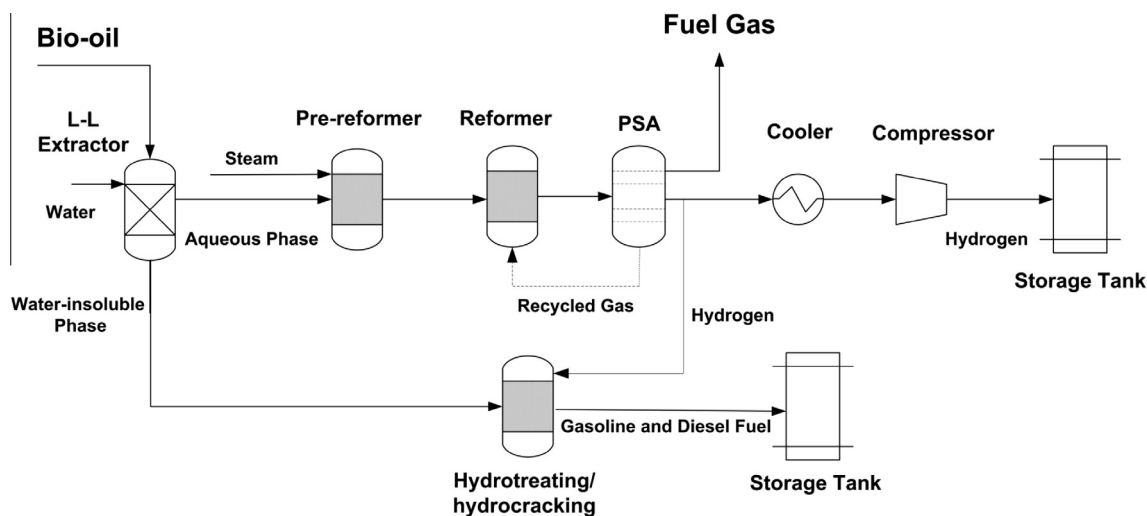 Fuel Gas
Bio-oil
L-L
Extractor
Pre-reformer
Reformer
PSA
Cooler
Compressor
Steam
Water
Aqueous Phase
Hydrogen
Storage Tank
Water-insoluble
Phase
Recycled Gas
Hydrogen
Gasoline and Diesel Fuel
Hydrotreating/
hydrocracking
Storage Tank